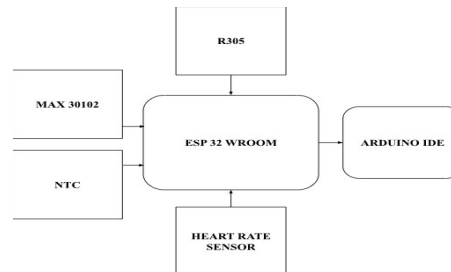 R305
MAX 30102
ESP 32 WROOM
ARDUINO IDE
NTC
HEART RATE
SENSOR